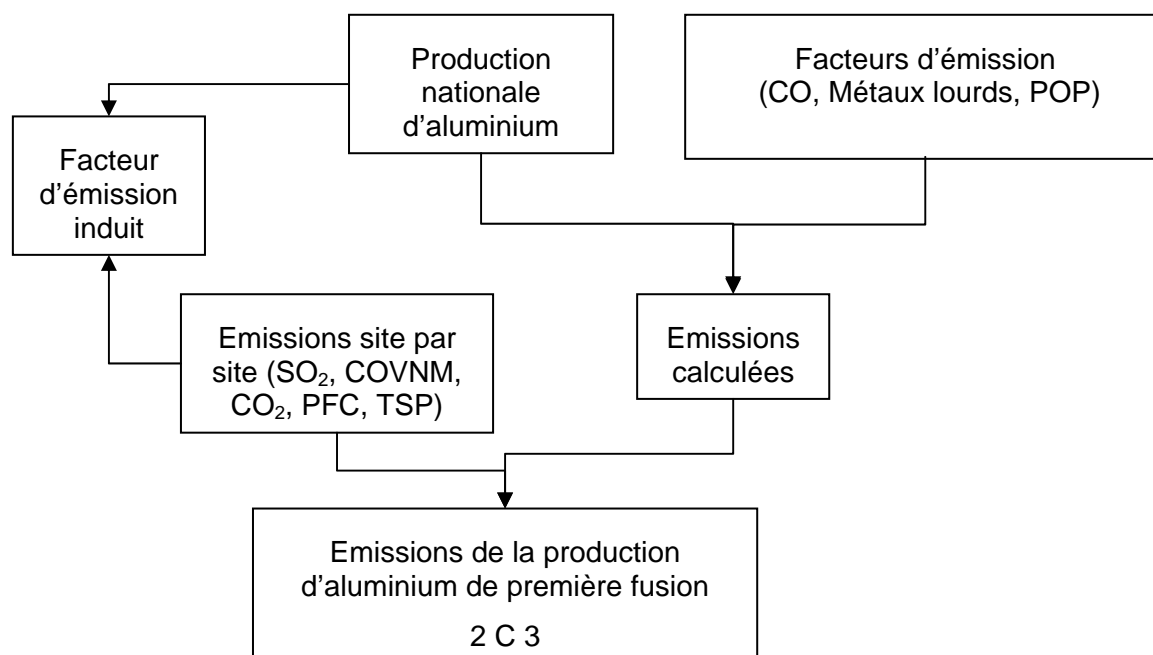 Production
nationale
d’aluminium
Facteurs d’émission
(CO, Métaux lourds, POP)
Facteur
d’émission
induit
Emissions site par
site (SO₂, COVNM,
CO₂, PFC, TSP)
Emissions
calculées
Emissions de la production
d’aluminium de première fusion
2 C 3